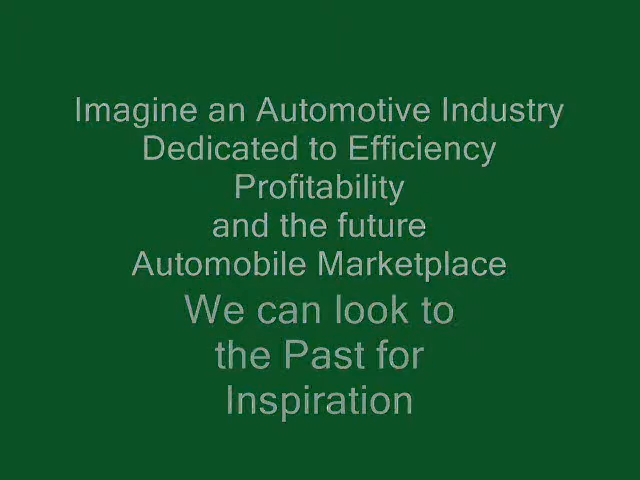 Imagine an Automotive Industry
Dedicated to Efficiency
Profitability
and the future
Automobile Marketplace
We can look to
the Past for
Inspiration